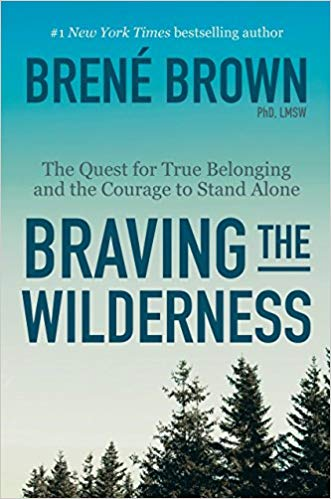 #1 New York Times bestselling author
BRENÉ BROWN
PhD, LMSW
The Quest for True Belonging
and the Courage to Stand Alone
BRAVING THE
WILDERNESS